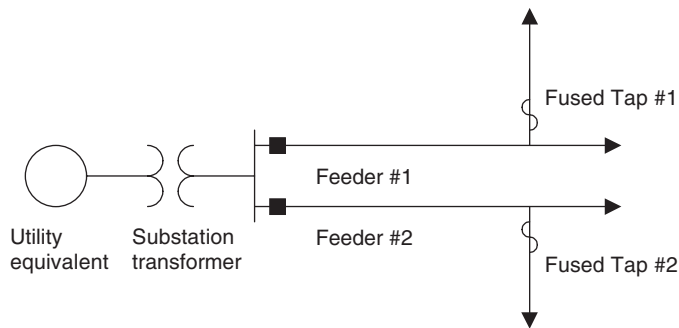 Fused Tap #1
Feeder #1
Utility
equivalent
Substation
transformer
Feeder #2
Fused Tap #2